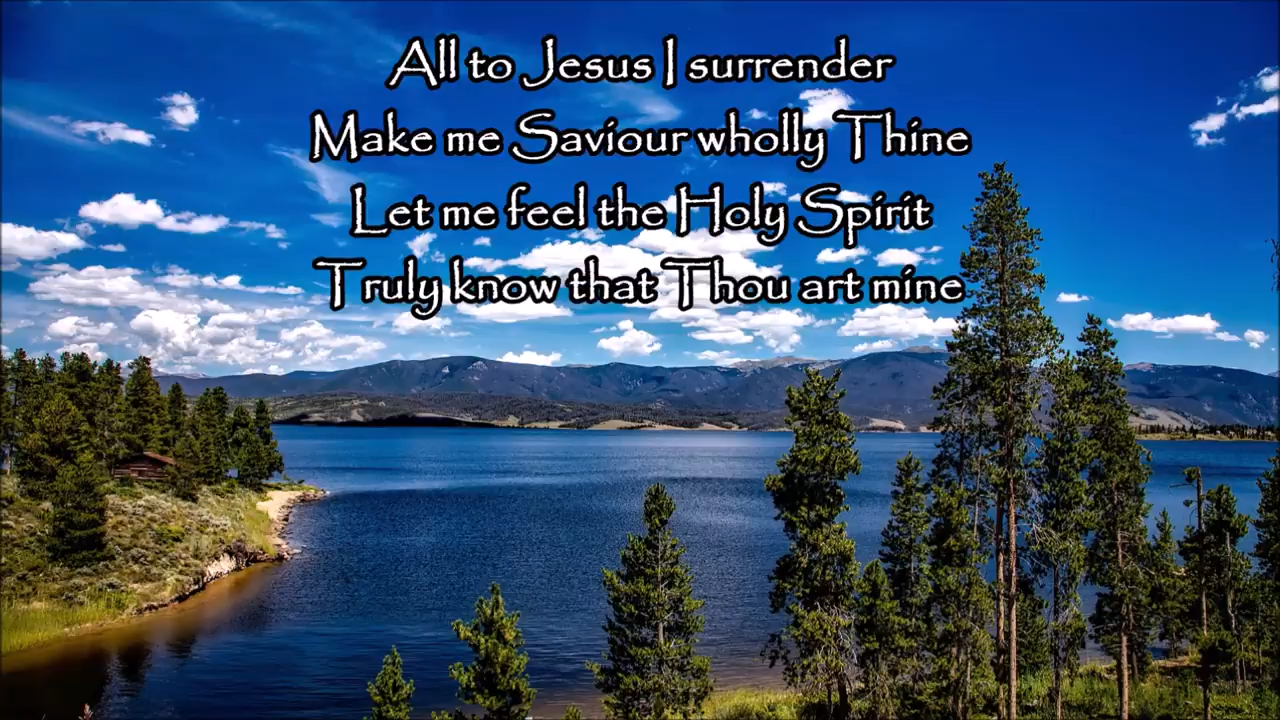 All to Jesus I surrender
Make me Saviour wholly Thine
Let me feel the Holy Spirit
Truly know that Thou art mine